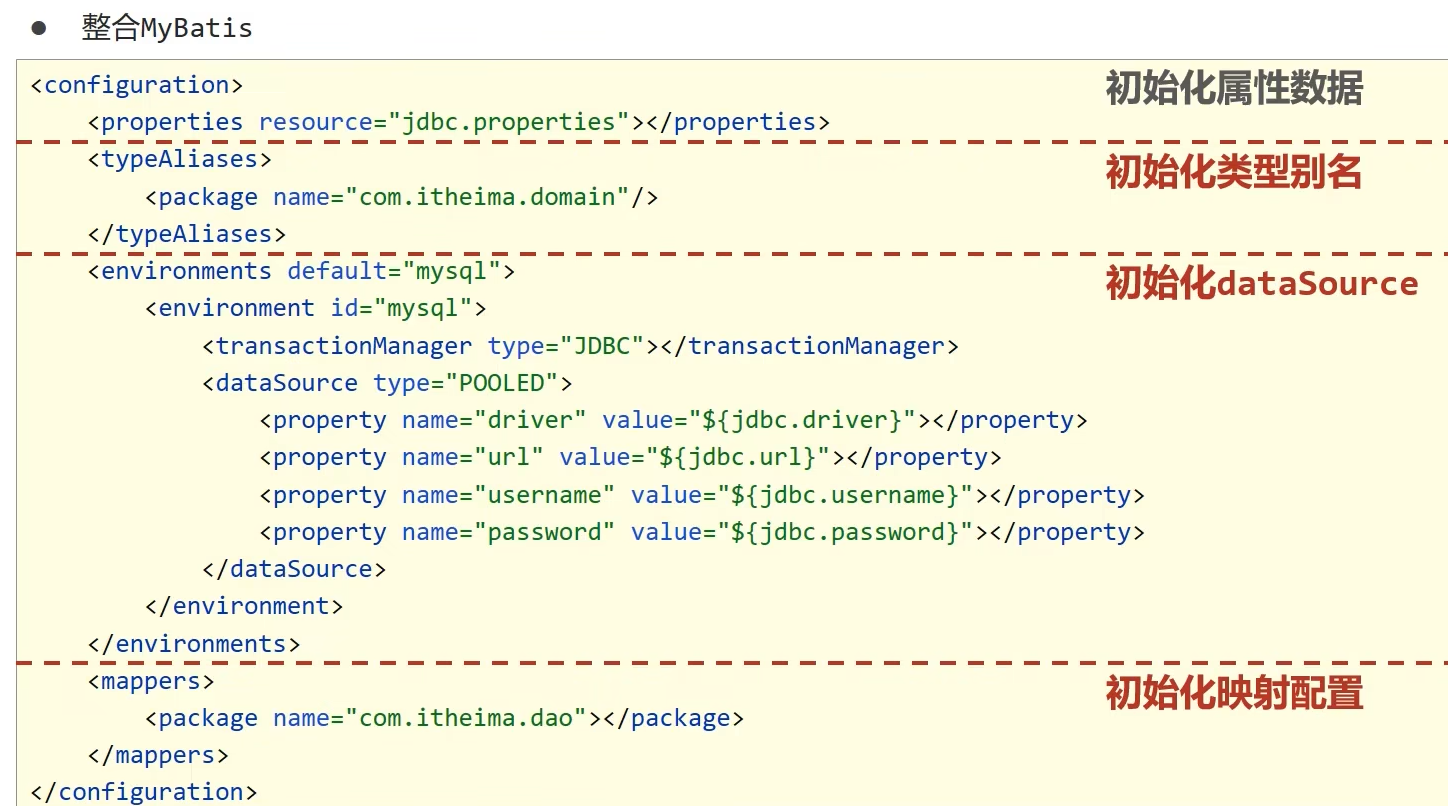 ● 整合MyBatis
<configuration>
初始化属性数据
<properties resource="jdbc.properties"></properties>
<typeAliases>
初始化类型别名
<package name="com.itheima.domain"/>
</typeAliases>
<environments default="mysql">
初始化dataSource
<environment id="mysql">
<transactionManager type="JDBC"></transactionManager>
<dataSource type="POOLED">
<property name="driver" value="${jdbc.driver}"></property>
<property name="url" value="${jdbc.url}"></property>
<property name="username" value="${jdbc.username}"></property>
<property name="password" value="${jdbc.password}"></property>
</dataSource>
</environment>
</environments>
<mappers>
初始化映射配置
<package name="com.itheima.dao"></package>
</mappers>
</configuration>